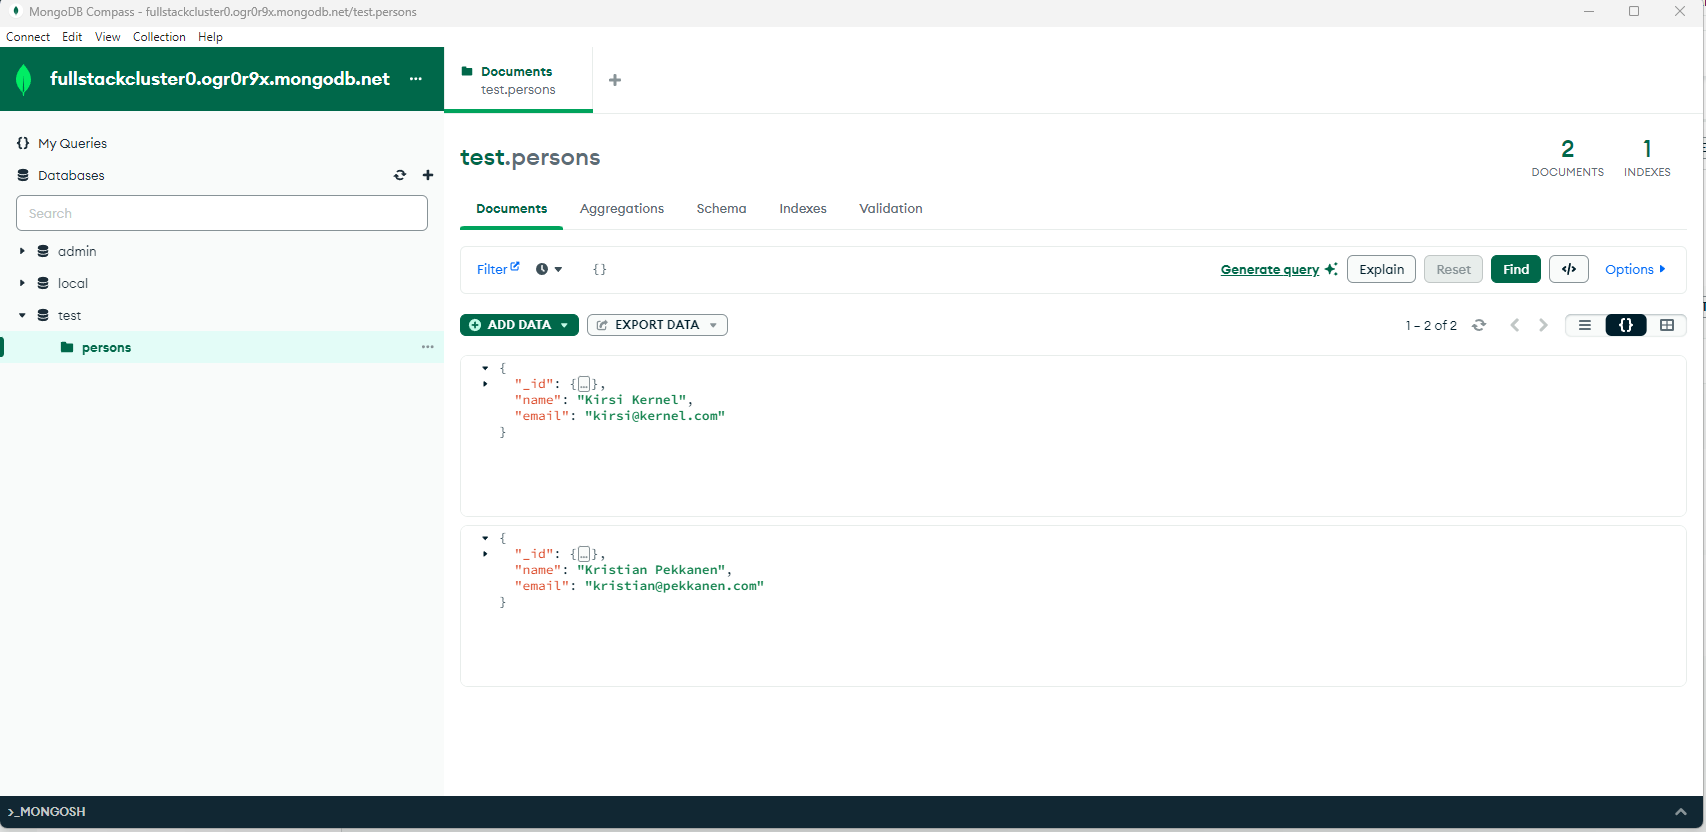 MongoDB Compass - fullstackcluster0.ogr0r9x.mongodb.net/test.persons
Connect Edit View Collection Help
fullstackcluster0.ogr0r9x.mongodb.net ...
Documents
test.persons
My Queries
Databases
Search
admin
local
test
persons ...
test.persons
2
DOCUMENTS
1
INDEXES
Documents Aggregations Schema Indexes Validation
Filter {} Generate query Explain Reset Find </> Options
ADD DATA EXPORT DATA 1 – 2 of 2 {}
{
"_id": {…},
"name": "Kirsi Kernel",
"email": "kirsi@kernel.com"
}
{
"_id": {…},
"name": "Kristian Pekkanen",
"email": "kristian@pekkanen.com"
}
>_MONGOSH